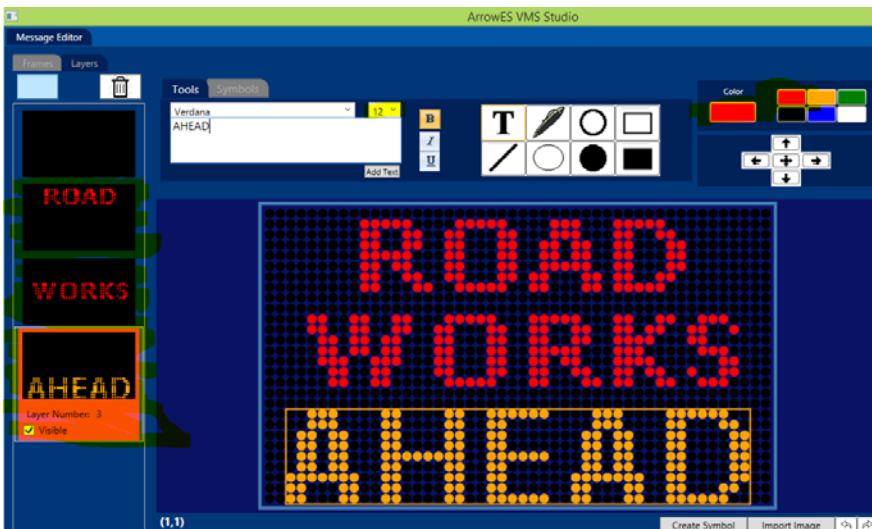 ArrowES VMS Studio
Message Editor
Frames Layers
Tools Symbols
Verdana 12
AHEAD
B
I
U
Add Text
T
Color
ROAD
WORKS
AHEAD
Layer Number: 3
Visible
ROAD
WORKS
AHEAD
(1,1)
Create Symbol Import Image